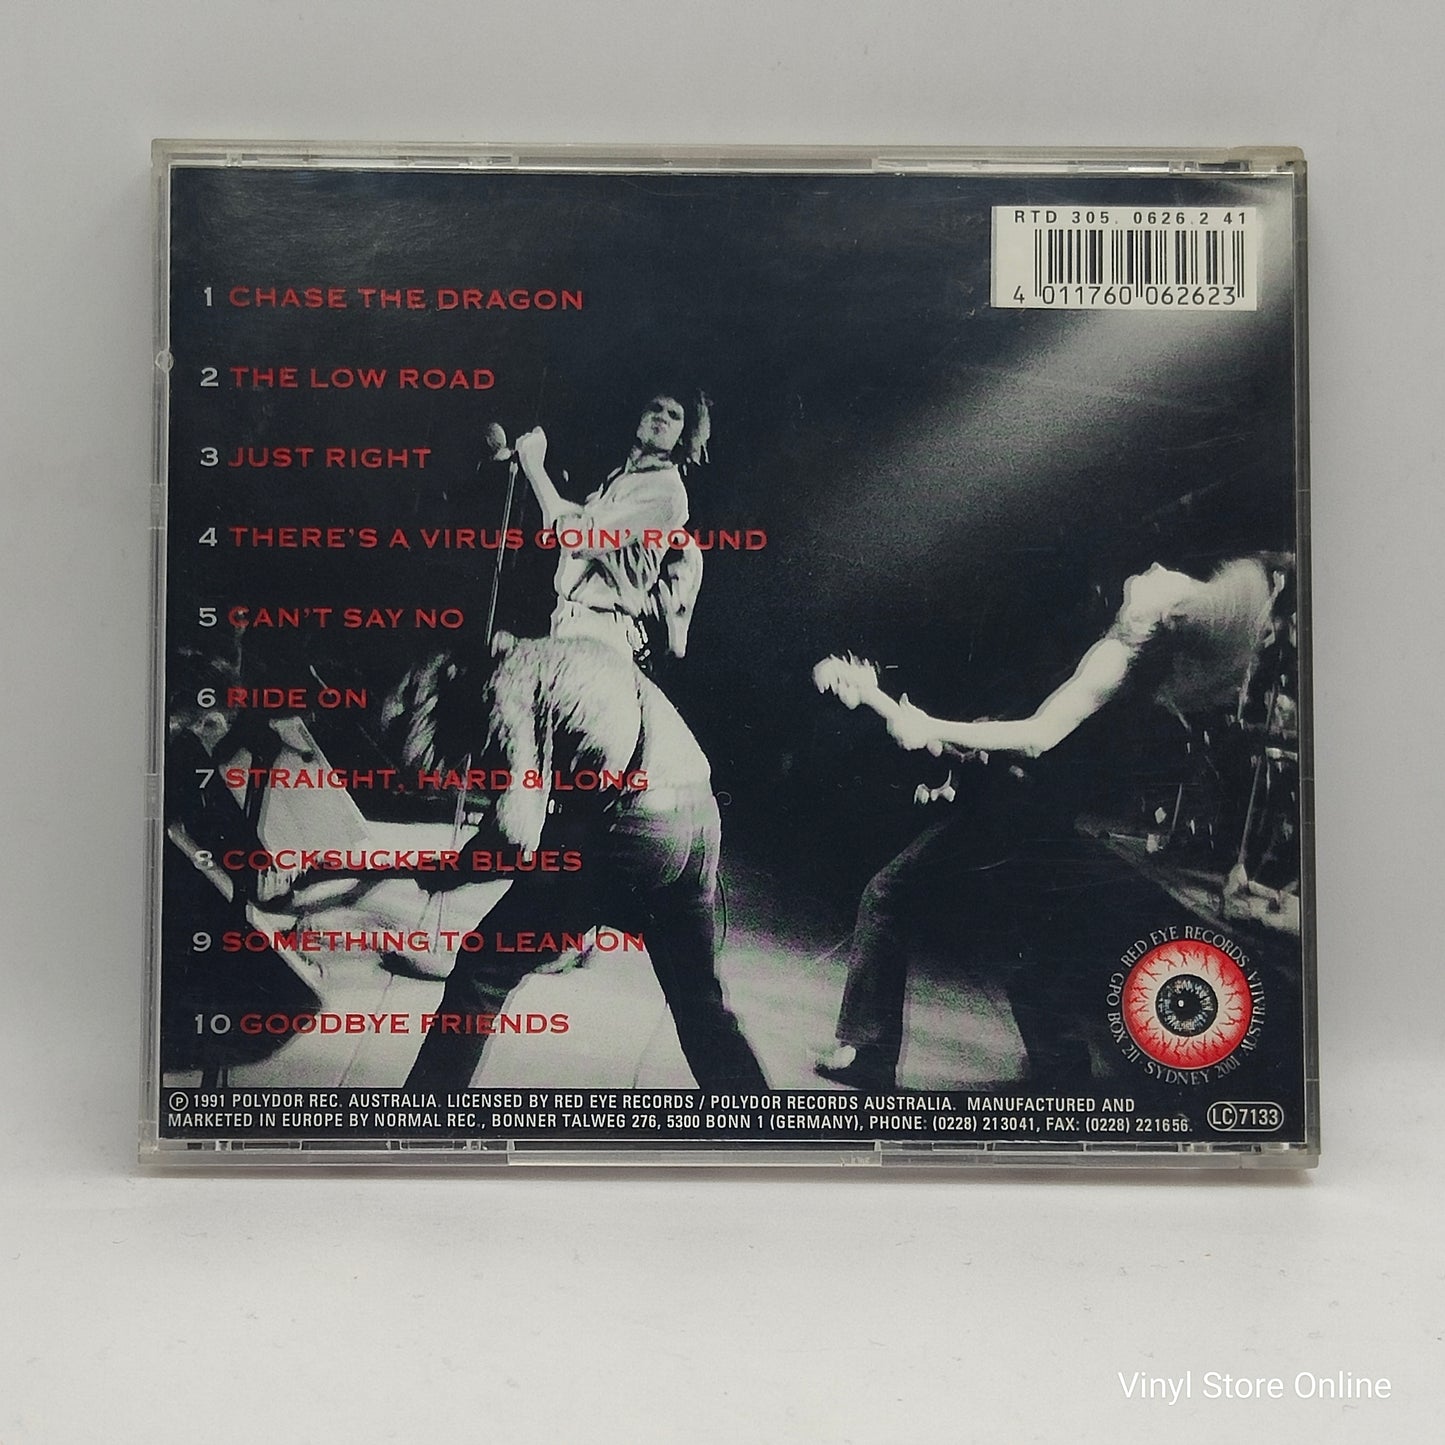 RTD 305. 0626.2 41
4 011760 062623
1 CHASE THE DRAGON
2 THE LOW ROAD
3 JUST RIGHT
4 THERE'S A VIRUS GOIN' ROUND
5 CAN'T SAY NO
6 RIDE ON
7 STRAIGHT, HARD & LONG
8 COCKSUCKER BLUES
9 SOMETHING TO LEAN ON
10 GOODBYE FRIENDS
RED EYE RECORDS · AUSTRALIA · GPO BOX 211 · SYDNEY 2001
Ⓟ 1991 POLYDOR REC. AUSTRALIA. LICENSED BY RED EYE RECORDS / POLYDOR RECORDS AUSTRALIA. MANUFACTURED AND
MARKETED IN EUROPE BY NORMAL REC., BONNER TALWEG 276, 5300 BONN 1 (GERMANY), PHONE: (0228) 213041, FAX: (0228) 221656.
LC 7133
Vinyl Store Online